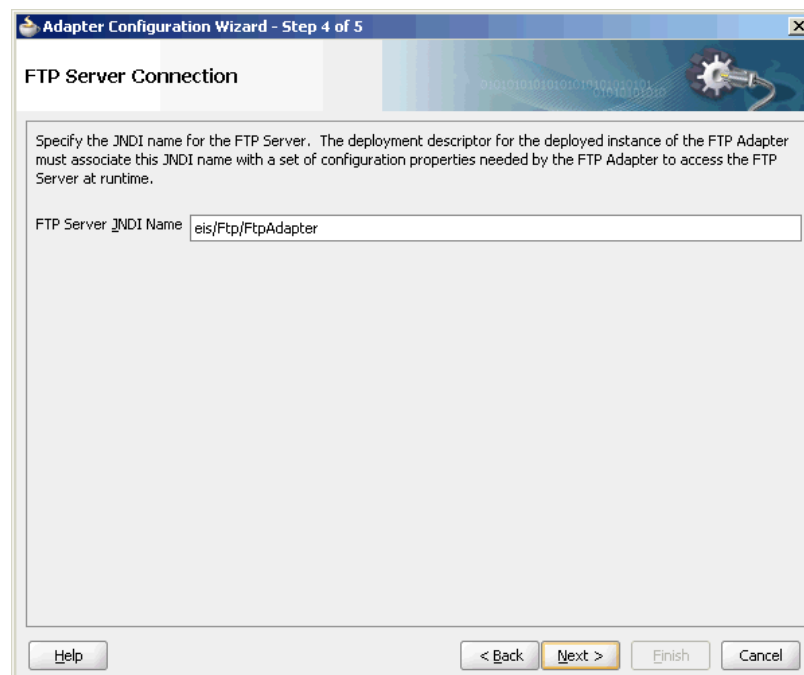 Adapter Configuration Wizard - Step 4 of 5
FTP Server Connection
Specify the JNDI name for the FTP Server. The deployment descriptor for the deployed instance of the FTP Adapter
must associate this JNDI name with a set of configuration properties needed by the FTP Adapter to access the FTP
Server at runtime.
FTP Server JNDI Name eis/Ftp/FtpAdapter
Help < Back Next > Finish Cancel